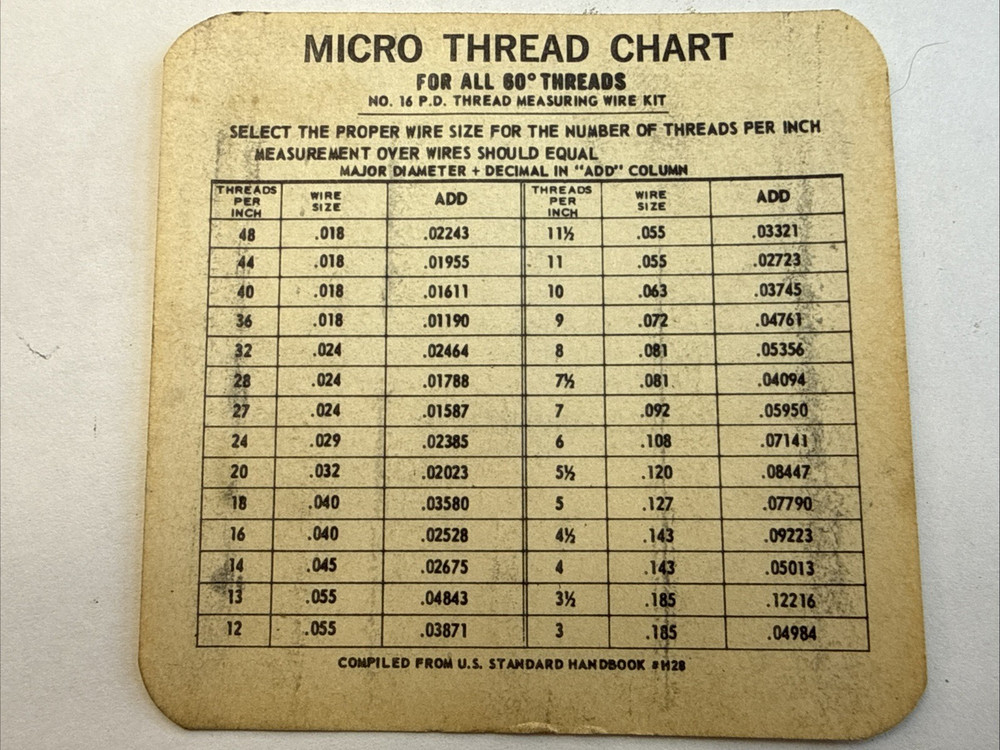 MICRO THREAD CHART
FOR ALL 60° THREADS
NO. 16 P.D. THREAD MEASURING WIRE KIT
SELECT THE PROPER WIRE SIZE FOR THE NUMBER OF THREADS PER INCH
MEASUREMENT OVER WIRES SHOULD EQUAL
MAJOR DIAMETER + DECIMAL IN "ADD" COLUMN
THREADS PER INCH WIRE SIZE ADD THREADS PER INCH WIRE SIZE ADD
48 .018 .02243 11½ .055 .03321
44 .018 .01955 11 .055 .02723
40 .018 .01611 10 .063 .03745
36 .018 .01190 9 .072 .04761
32 .024 .02464 8 .081 .05356
28 .024 .01788 7½ .081 .04094
27 .024 .01587 7 .092 .05950
24 .029 .02385 6 .108 .07141
20 .032 .02023 5½ .120 .08447
18 .040 .03580 5 .127 .07790
16 .040 .02528 4½ .143 .09223
14 .045 .02675 4 .143 .05013
13 .055 .04843 3½ .185 .12216
12 .055 .03871 3 .185 .04984
COMPILED FROM U.S. STANDARD HANDBOOK #H28